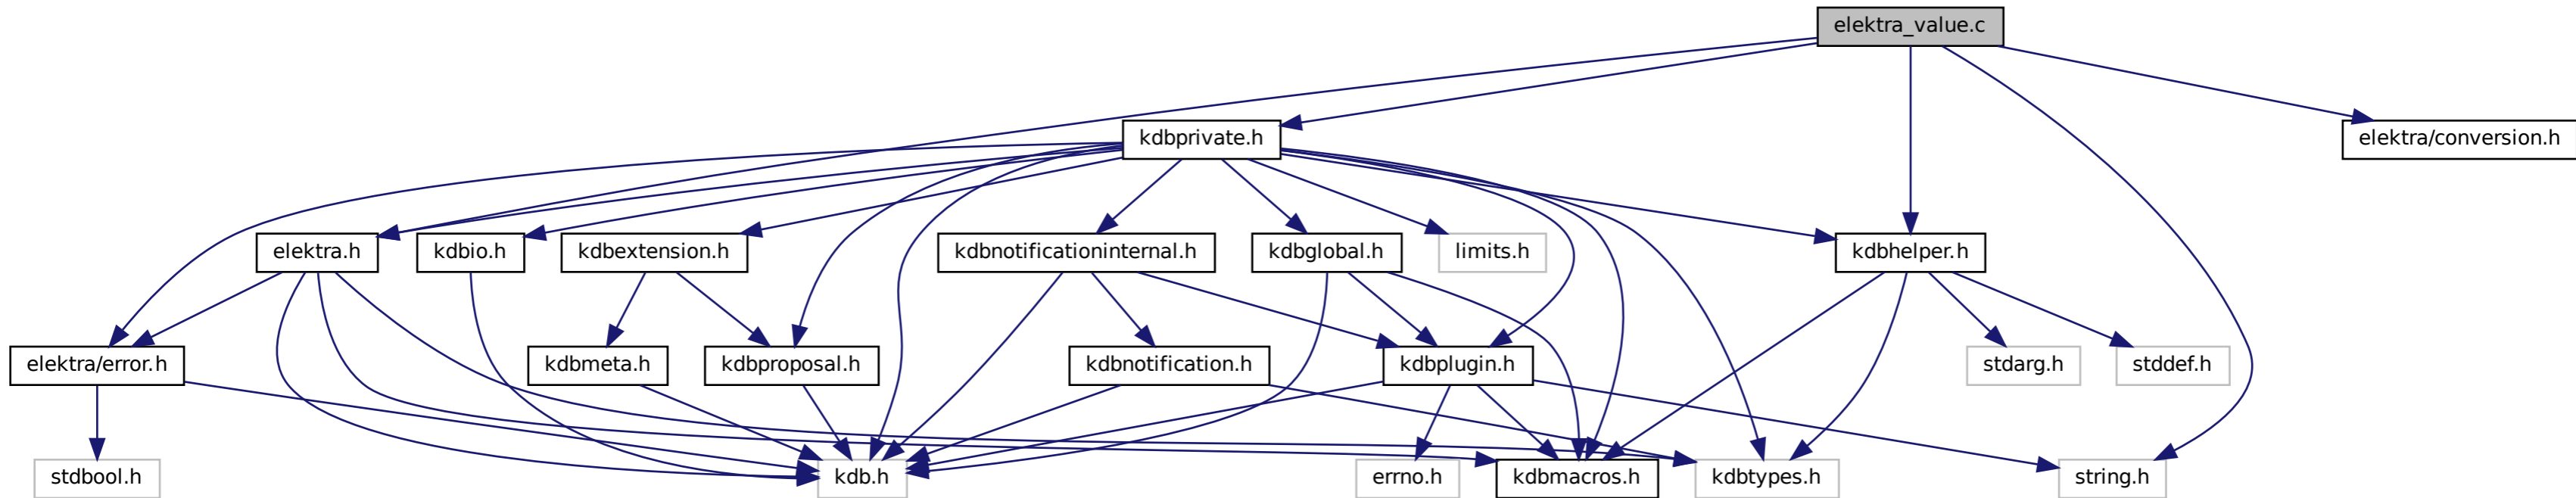 elektra_value.c
kdbprivate.h
elektra/conversion.h
elektra.h
kdbio.h
kdbextension.h
kdbnotificationinternal.h
kdbglobal.h
limits.h
kdbhelper.h
elektra/error.h
kdbmeta.h
kdbproposal.h
kdbnotification.h
kdbplugin.h
stdarg.h
stddef.h
stdbool.h
kdb.h
errno.h
kdbmacros.h
kdbtypes.h
string.h